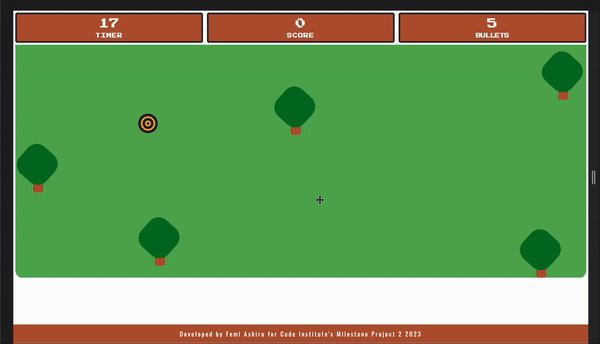 17
TIMER
0
SCORE
5
BULLETS
Developed by Femi Ashiru for Code Institute's Milestone Project 2 2023